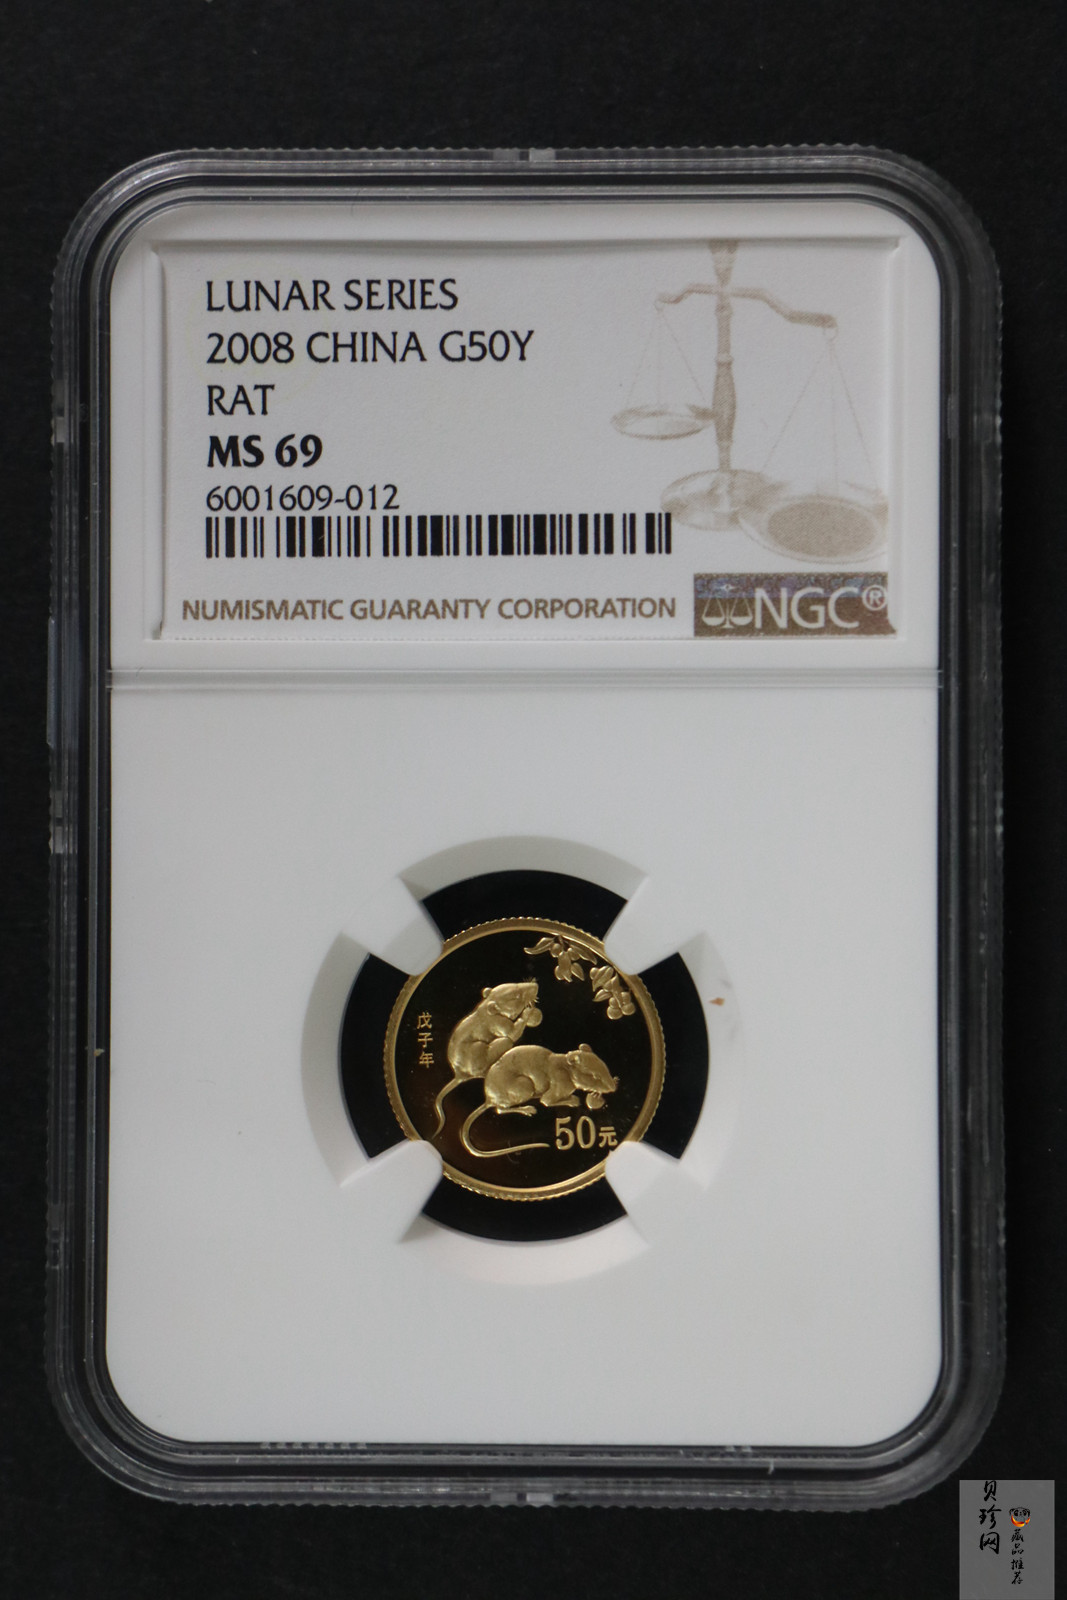 LUNAR SERIES
2008 CHINA G50Y
RAT
MS 69
6001609-012
NUMISMATIC GUARANTY CORPORATION NGC®
戊子年
50元
贝珍网
藏品推荐